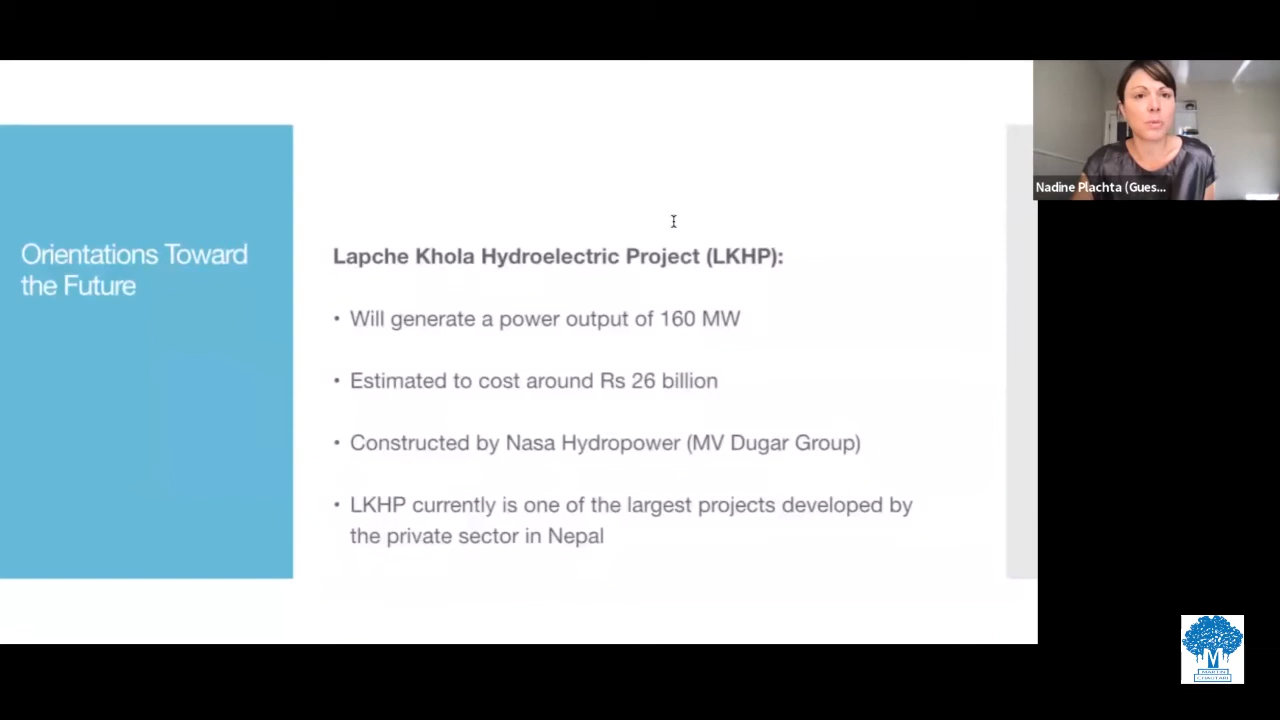 Orientations Toward
the Future
Lapche Khola Hydroelectric Project (LKHP):
• Will generate a power output of 160 MW
• Estimated to cost around Rs 26 billion
• Constructed by Nasa Hydropower (MV Dugar Group)
• LKHP currently is one of the largest projects developed by
the private sector in Nepal
Nadine Plachta (Gues...
M
MARTIN
CHAUTARI